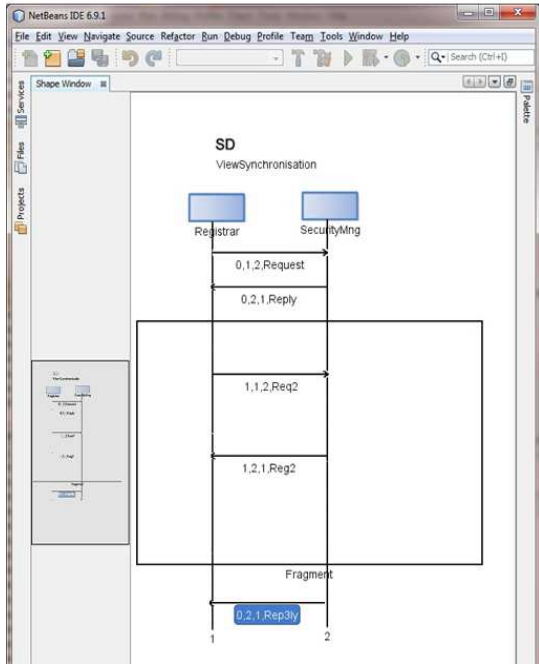 NetBeans IDE 6.9.1
File Edit View Navigate Source Refactor Run Debug Profile Team Tools Window Help
Search (Ctrl+I)
Shape Window
Services
Files
Projects
Palette
SD
ViewSynchronisation
Registrar
SecurityMng
0,1,2,Request
0,2,1,Reply
1,1,2,Req2
1,2,1,Reg2
Fragment
0,2,1,Rep3ly
1
2